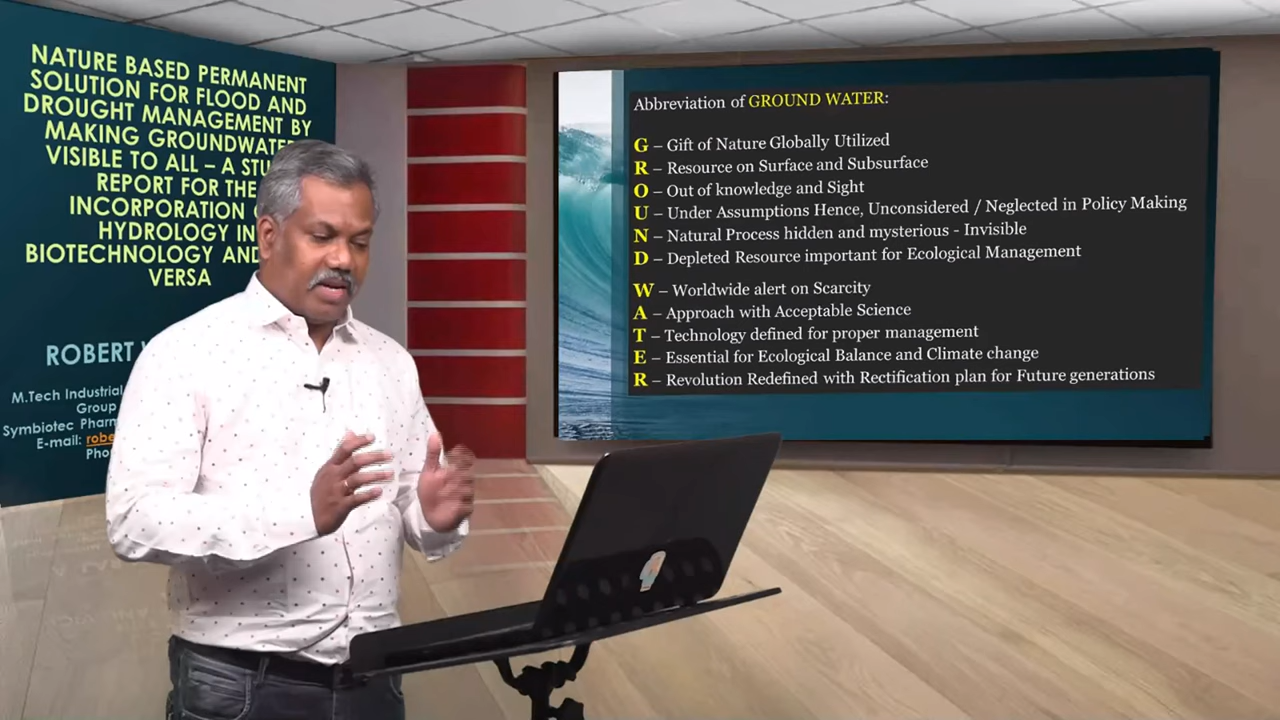 NATURE BASED PERMANENT
SOLUTION FOR FLOOD AND
DROUGHT MANAGEMENT BY
MAKING GROUNDWATE
VISIBLE TO ALL – A STU
REPORT FOR THE
INCORPORATION
HYDROLOGY IN
BIOTECHNOLOGY AND
VERSA
ROBERT
M.Tech Industrial
Group
Symbiotec Pharm
E-mail: robe
Pho
Abbreviation of GROUND WATER:
G – Gift of Nature Globally Utilized
R – Resource on Surface and Subsurface
O – Out of knowledge and Sight
U – Under Assumptions Hence, Unconsidered / Neglected in Policy Making
N – Natural Process hidden and mysterious - Invisible
D – Depleted Resource important for Ecological Management
W – Worldwide alert on Scarcity
A – Approach with Acceptable Science
T – Technology defined for proper management
E – Essential for Ecological Balance and Climate change
R – Revolution Redefined with Rectification plan for Future generations